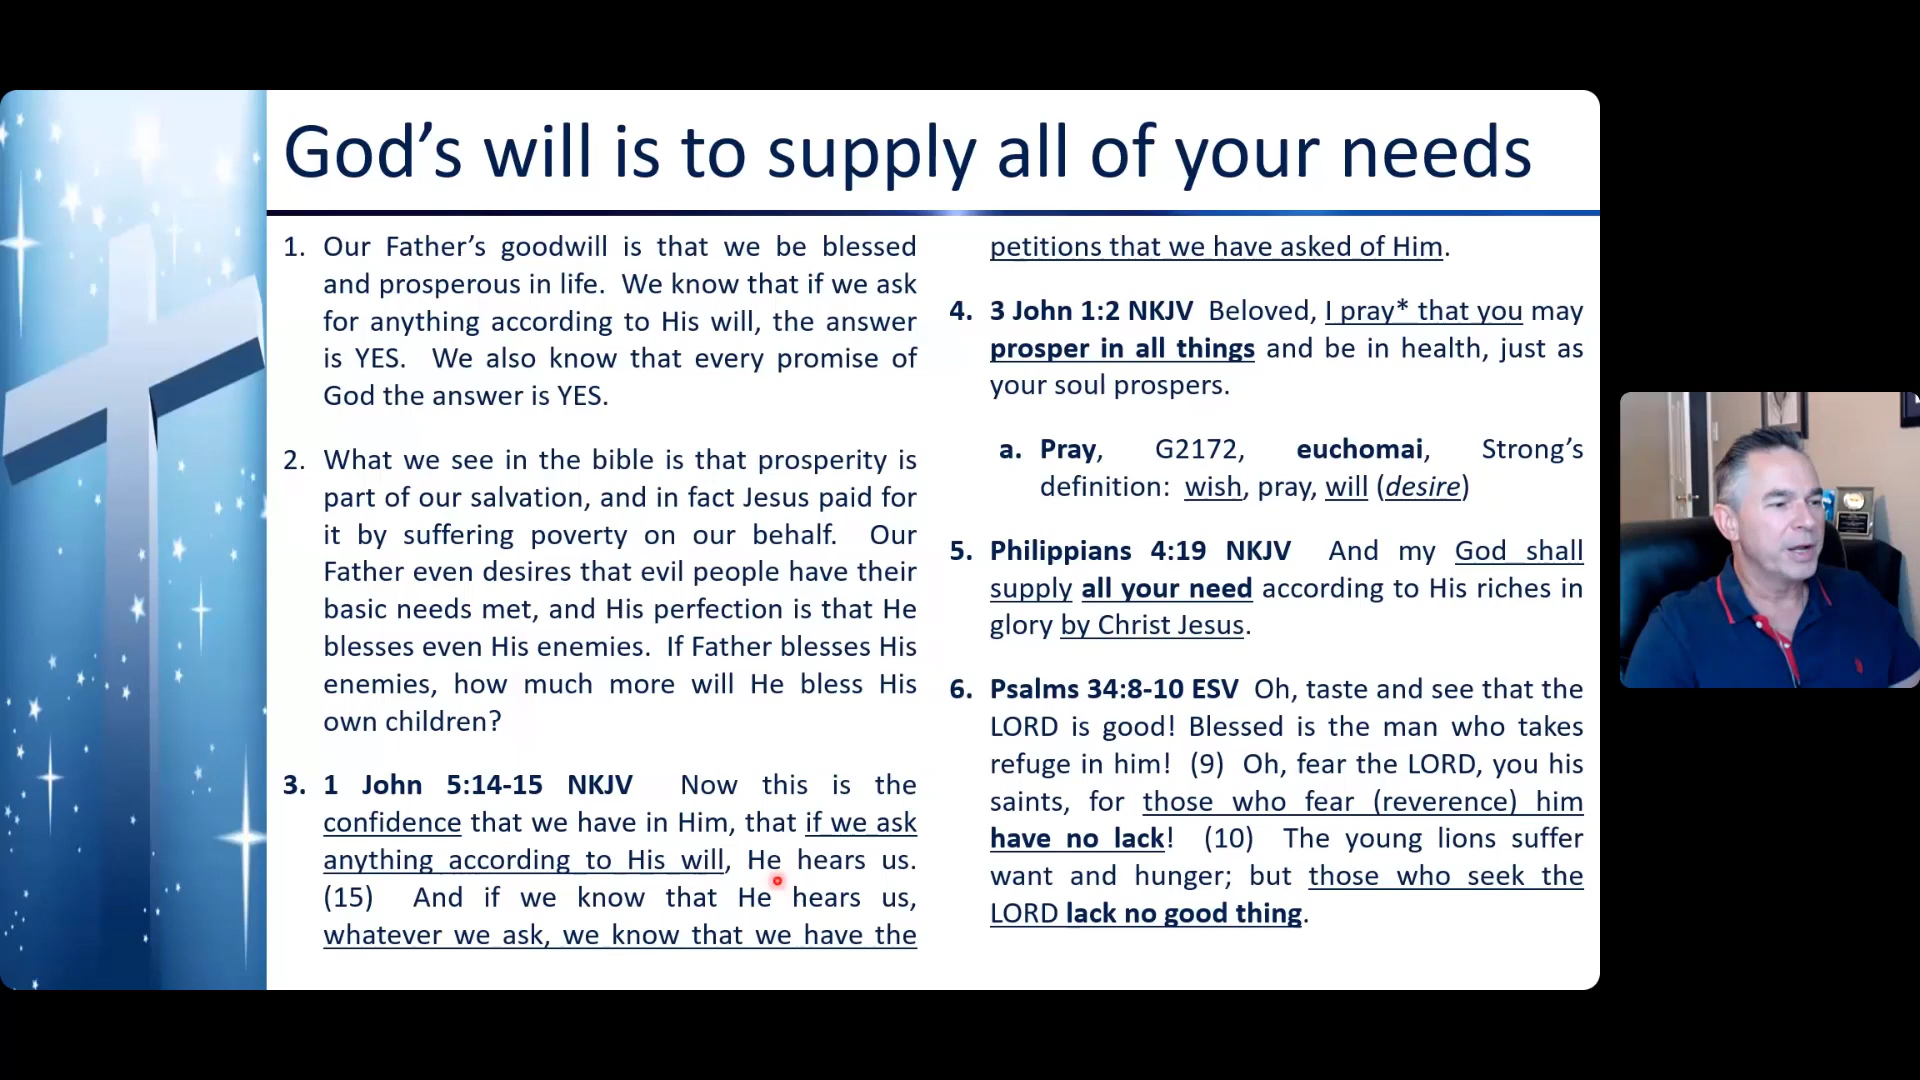 God’s will is to supply all of your needs
1. Our Father’s goodwill is that we be blessed
and prosperous in life. We know that if we ask
for anything according to His will, the answer
is YES. We also know that every promise of
God the answer is YES.
2. What we see in the bible is that prosperity is
part of our salvation, and in fact Jesus paid for
it by suffering poverty on our behalf. Our
Father even desires that evil people have their
basic needs met, and His perfection is that He
blesses even His enemies. If Father blesses His
enemies, how much more will He bless His
own children?
3. 1 John 5:14-15 NKJV Now this is the
confidence that we have in Him, that if we ask
anything according to His will, He hears us.
(15) And if we know that He hears us,
whatever we ask, we know that we have the
petitions that we have asked of Him.
4. 3 John 1:2 NKJV Beloved, I pray* that you may
prosper in all things and be in health, just as
your soul prospers.
a. Pray, G2172, euchomai, Strong’s
definition: wish, pray, will (desire)
5. Philippians 4:19 NKJV And my God shall
supply all your need according to His riches in
glory by Christ Jesus.
6. Psalms 34:8-10 ESV Oh, taste and see that the
LORD is good! Blessed is the man who takes
refuge in him! (9) Oh, fear the LORD, you his
saints, for those who fear (reverence) him
have no lack! (10) The young lions suffer
want and hunger; but those who seek the
LORD lack no good thing.